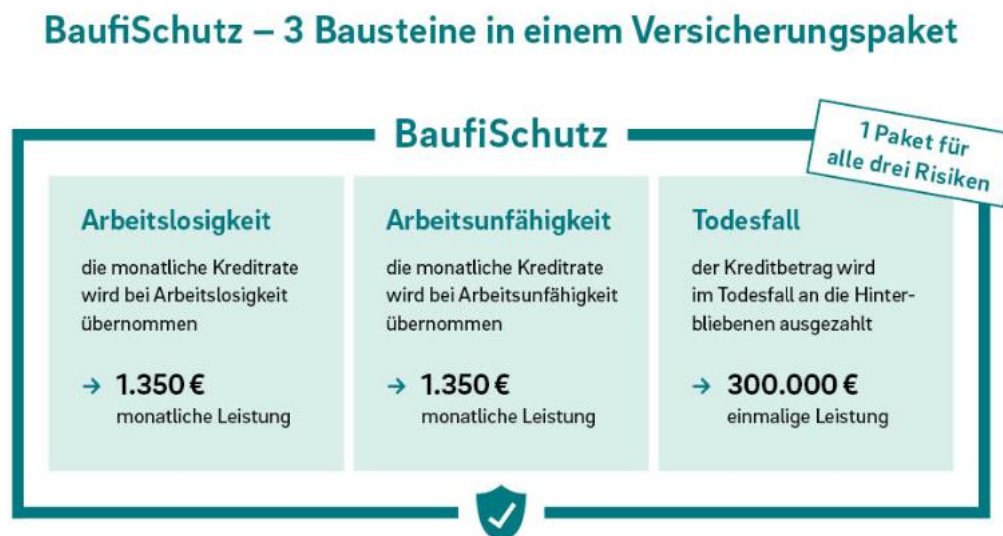 BaufiSchutz – 3 Bausteine in einem Versicherungspaket
BaufiSchutz
1 Paket für
alle drei Risiken
Arbeitslosigkeit
die monatliche Kreditrate
wird bei Arbeitslosigkeit
übernommen
→ 1.350 €
monatliche Leistung
Arbeitsunfähigkeit
die monatliche Kreditrate
wird bei Arbeitsunfähigkeit
übernommen
→ 1.350 €
monatliche Leistung
Todesfall
der Kreditbetrag wird
im Todesfall an die Hinter-
bliebenen ausgezahlt
→ 300.000 €
einmalige Leistung